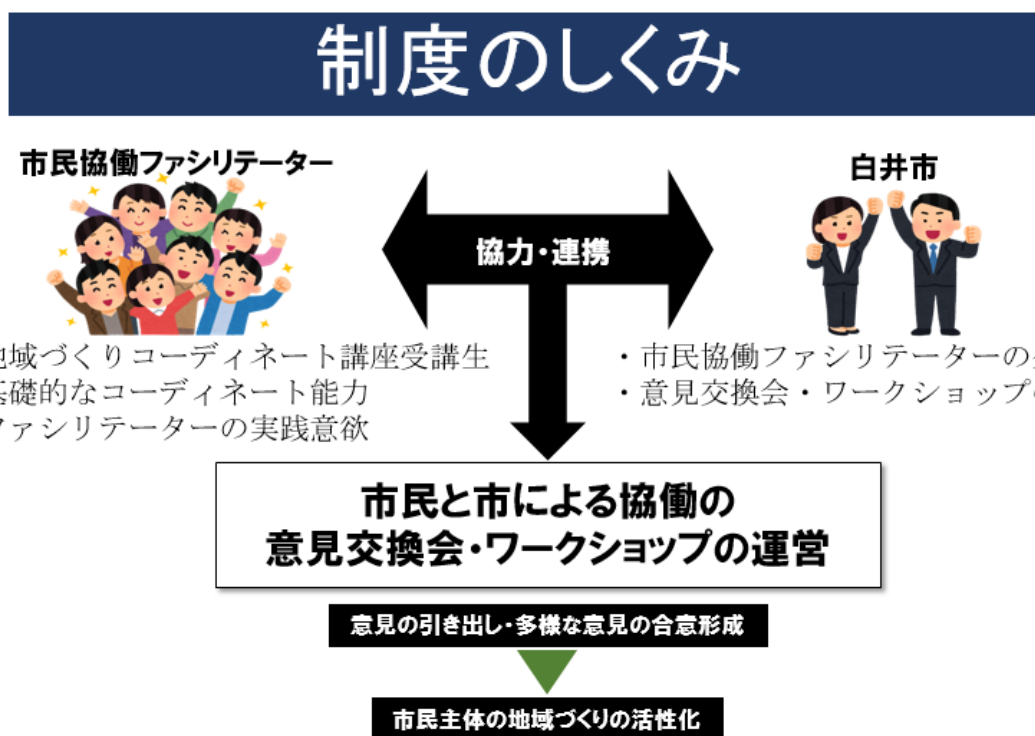 制度のしくみ
市民協働ファシリテーター
白井市
協力・連携
地域づくりコーディネート講座受講生
基礎的なコーディネート能力
ファシリテーターの実践意欲
・市民協働ファシリテーターの
・意見交換会・ワークショップ
市民と市による協働の
意見交換会・ワークショップの運営
意見の引き出し・多様な意見の合意形成
市民主体の地域づくりの活性化